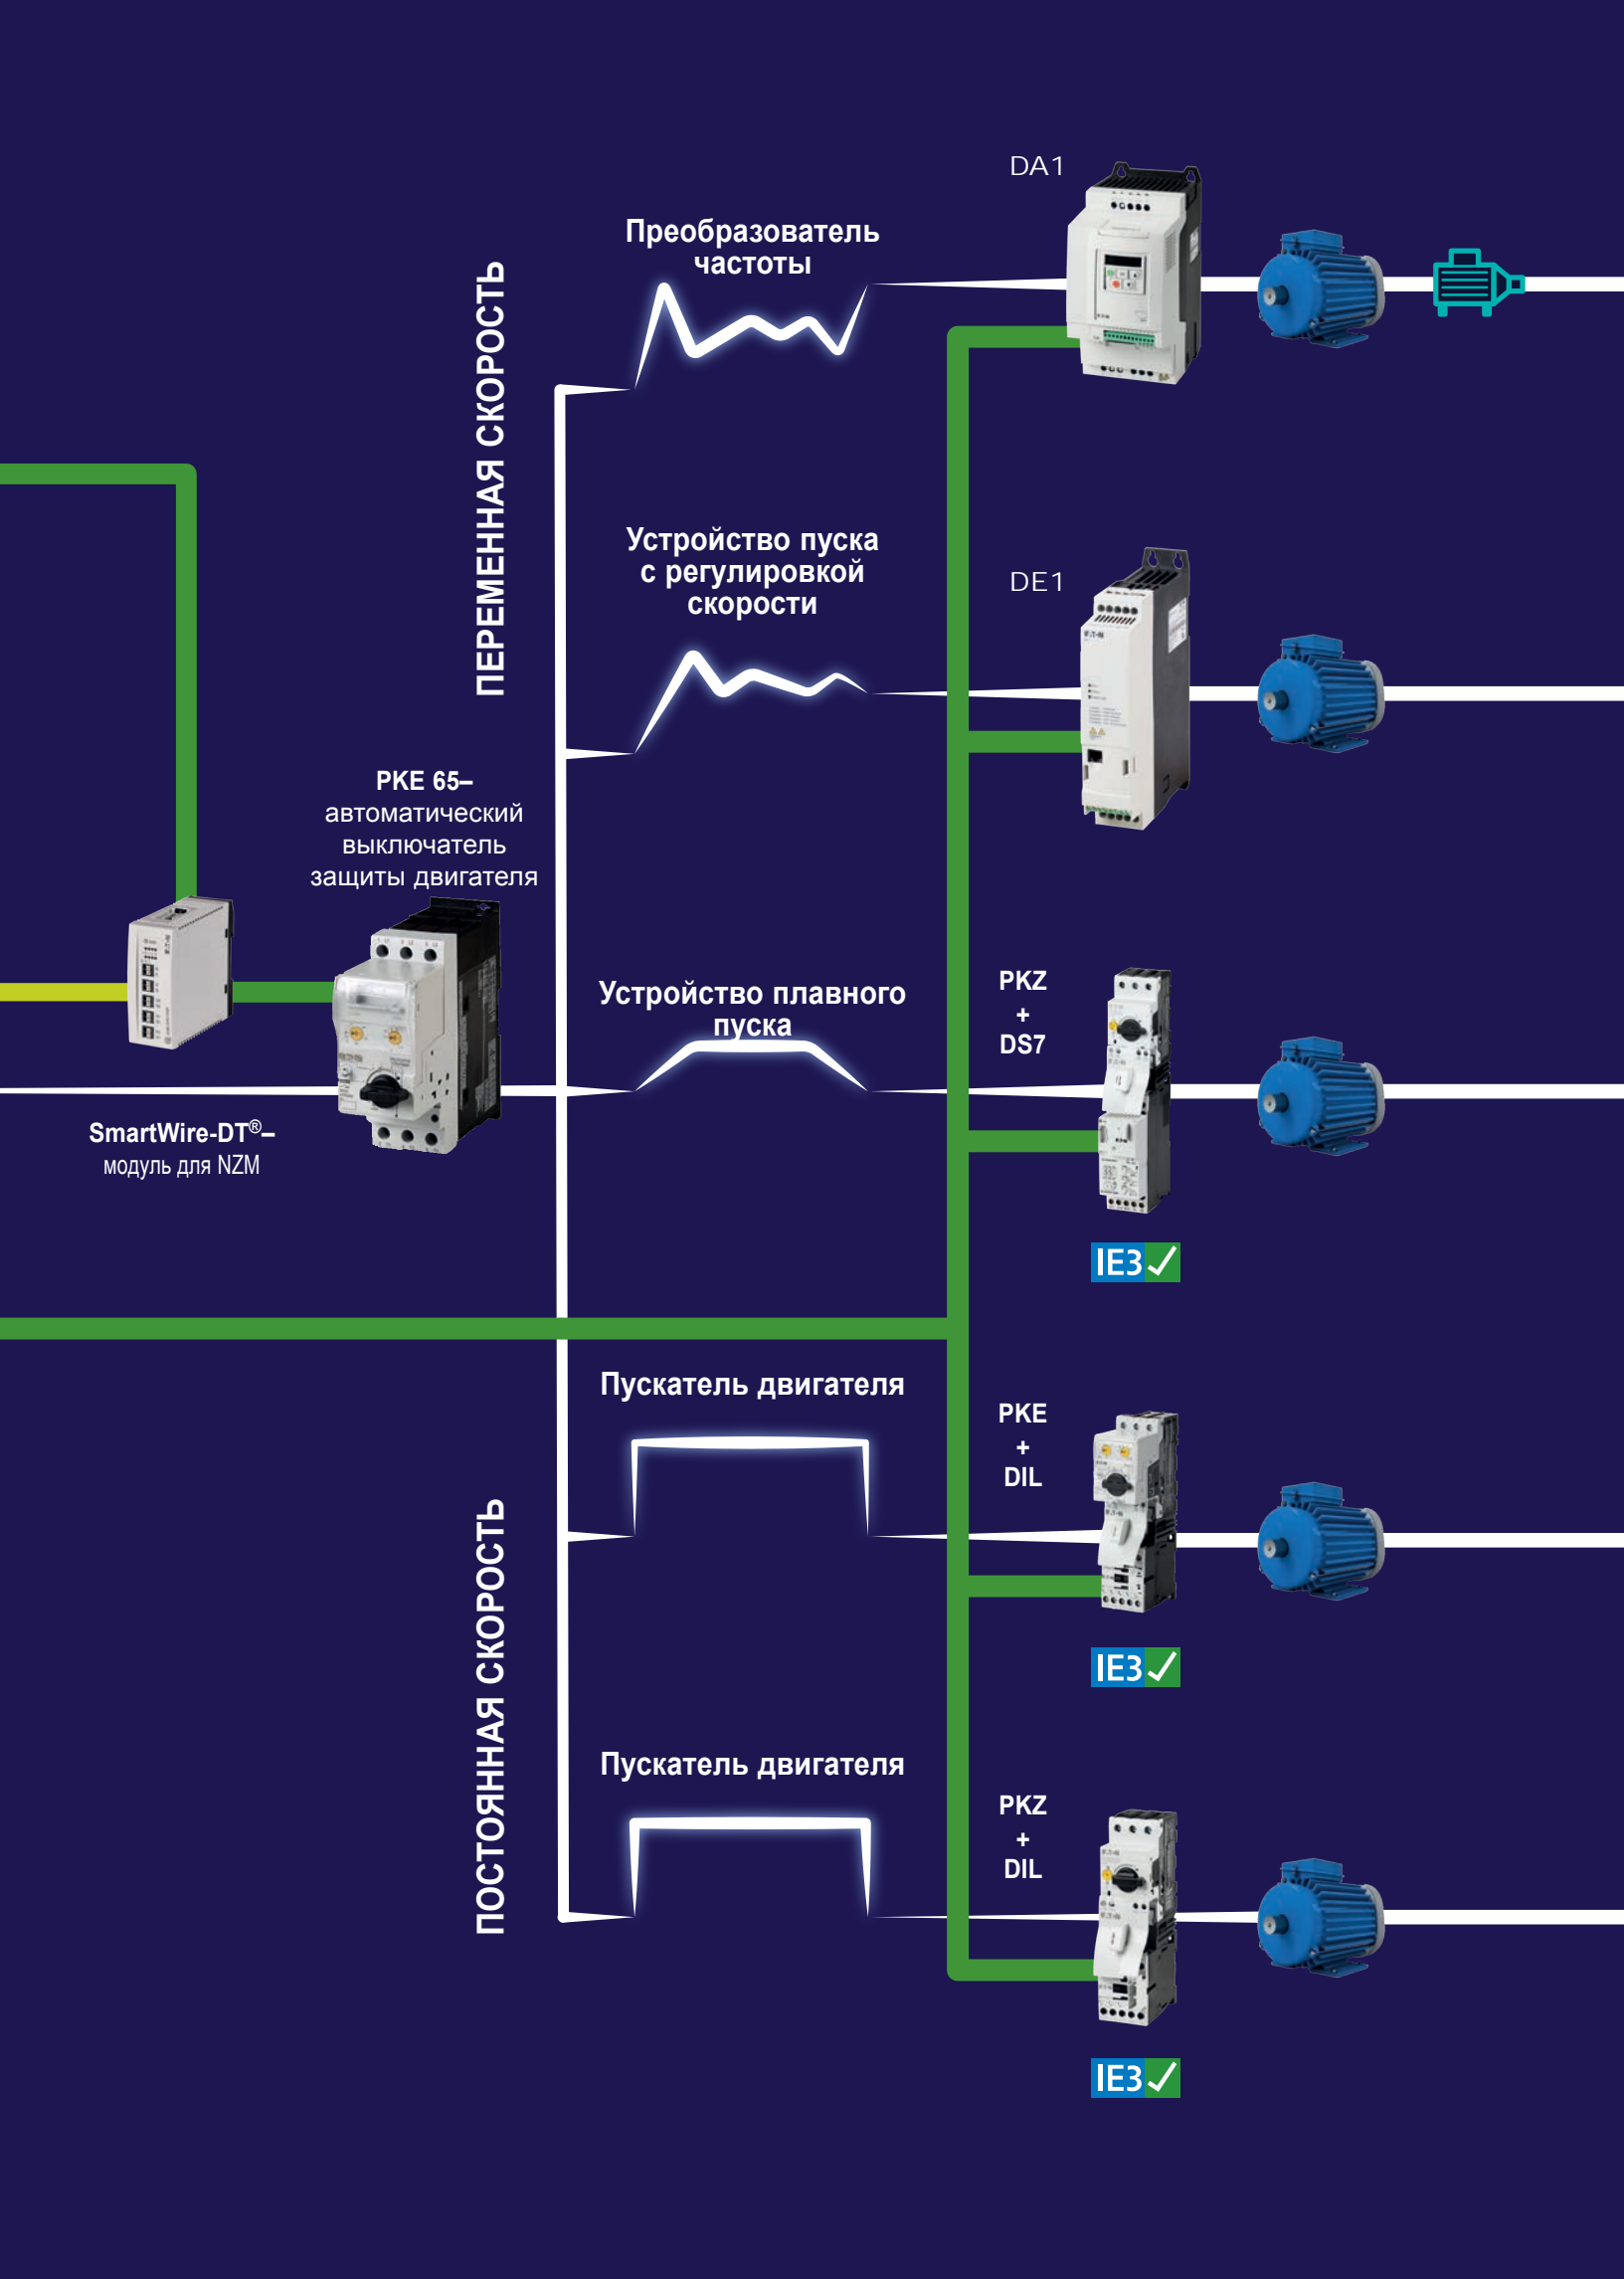 DA1
Преобразователь
частоты
ПЕРЕМЕННАЯ СКОРОСТЬ
Устройство пуска
с регулировкой
скорости
DE1
PKE 65–
автоматический
выключатель
защиты двигателя
Устройство плавного
пуска
PKZ
+
DS7
SmartWire-DT®–
модуль для NZM
IE3
Пускатель двигателя
PKE
+
DIL
ПОСТОЯННАЯ СКОРОСТЬ
IE3
Пускатель двигателя
PKZ
+
DIL
IE3